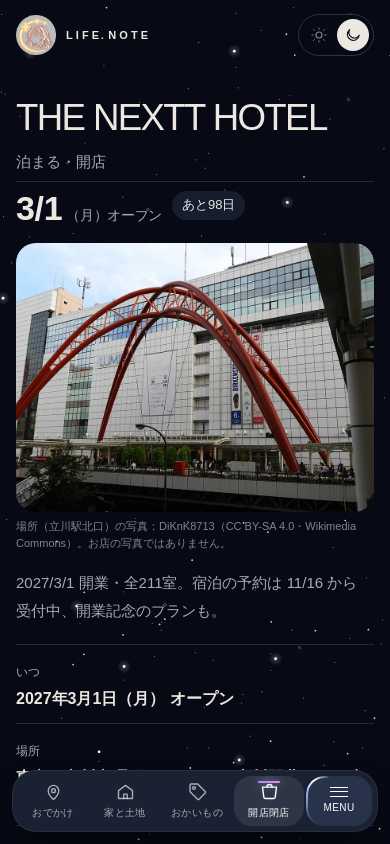 LIFE.NOTE
THE NEXTT HOTEL
泊まる・開店
3/1（月）オープン あと98日
場所（立川駅北口）の写真：DiKnK8713（CC BY-SA 4.0・Wikimedia
Commons）。お店の写真ではありません。
2027/3/1 開業・全211室。宿泊の予約は 11/16 から
受付中、開業記念のプランも。
いつ
2027年3月1日（月） オープン
場所
おでかけ 家と土地 おかいもの 開店閉店 MENU